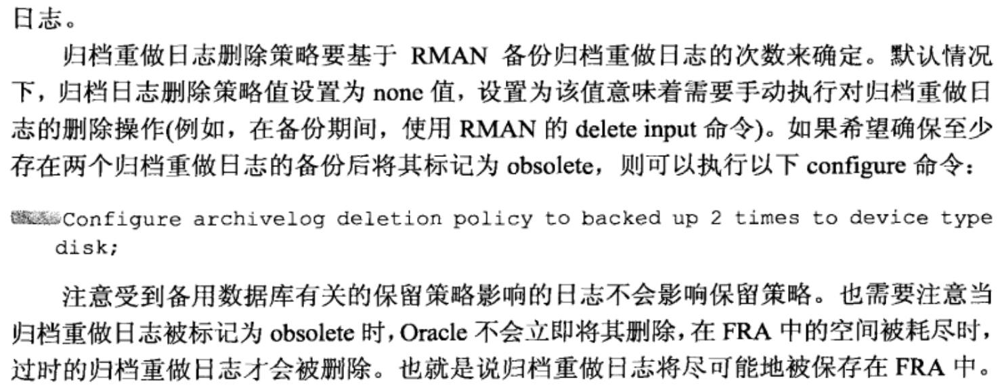 日志。
归档重做日志删除策略要基于 RMAN 备份归档重做日志的次数来确定。默认情况
下，归档日志删除策略值设置为 none 值，设置为该值意味着需要手动执行对归档重做日
志的删除操作(例如，在备份期间，使用 RMAN 的 delete input 命令)。如果希望确保至少
存在两个归档重做日志的备份后将其标记为 obsolete，则可以执行以下 configure 命令：
Configure archivelog deletion policy to backed up 2 times to device type
disk;
注意受到备用数据库有关的保留策略影响的日志不会影响保留策略。也需要注意当
归档重做日志被标记为 obsolete 时，Oracle 不会立即将其删除，在 FRA 中的空间被耗尽时，
过时的归档重做日志才会被删除。也就是说归档重做日志将尽可能地被保存在 FRA 中。